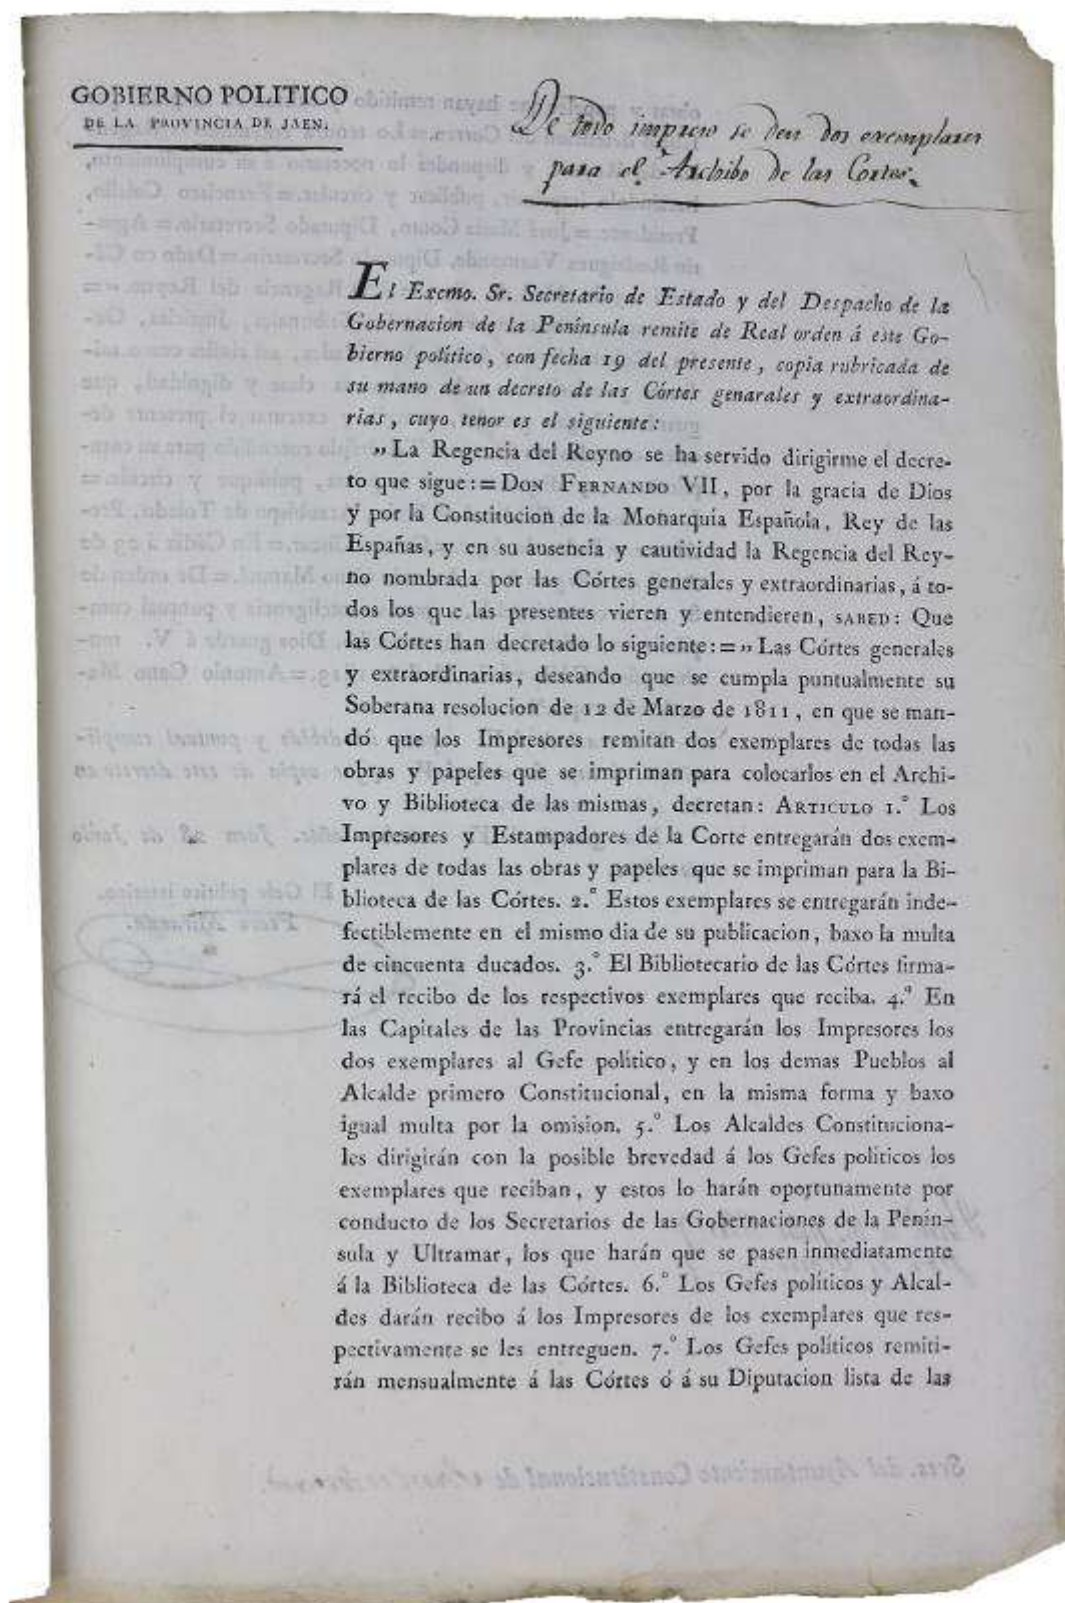 GOBIERNO POLITICO
DE LA PROVINCIA DE JAEN.
De todo impreso se den dos exemplares
para el Archibo de las Cortes.
El Excmo. Sr. Secretario de Estado y del Despacho de la
Gobernacion de la Península remite de Real orden á este Go-
bierno político, con fecha 19 del presente, copia rubricada de
su mano de un decreto de las Córtes genarales y extraordina-
rias, cuyo tenor es el siguiente:
„La Regencia del Reyno se ha servido dirigirme el decre-
to que sigue:=DON FERNANDO VII, por la gracia de Dios
y por la Constitucion de la Monarquía Española, Rey de las
Españas, y en su ausencia y cautividad la Regencia del Rey-
no nombrada por las Córtes generales y extraordinarias, á to-
dos los que las presentes vieren y entendieren, SABED: Que
las Córtes han decretado lo siguiente:=„Las Córtes generales
y extraordinarias, deseando que se cumpla puntualmente su
Soberana resolucion de 12 de Marzo de 1811, en que se man-
dó que los Impresores remitan dos exemplares de todas las
obras y papeles que se impriman para colocarlos en el Archi-
vo y Biblioteca de las mismas, decretan: ARTICULO 1.º Los
Impresores y Estampadores de la Corte entregarán dos exem-
plares de todas las obras y papeles que se impriman para la Bi-
blioteca de las Córtes. 2.º Estos exemplares se entregarán inde-
fectiblemente en el mismo dia de su publicacion, baxo la multa
de cincuenta ducados. 3.º El Bibliotecario de las Córtes firma-
rá el recibo de los respectivos exemplares que reciba. 4.º En
las Capitales de las Provincias entregarán los Impresores los
dos exemplares al Gefe político, y en los demas Pueblos al
Alcalde primero Constitucional, en la misma forma y baxo
igual multa por la omision. 5.º Los Alcaldes Constituciona-
les dirigirán con la posible brevedad á los Gefes políticos los
exemplares que reciban, y estos lo harán oportunamente por
conducto de los Secretarios de las Gobernaciones de la Penín-
sula y Ultramar, los que harán que se pasen inmediatamente
á la Biblioteca de las Córtes. 6.º Los Gefes políticos y Alcal-
des darán recibo á los Impresores de los exemplares que res-
pectivamente se les entreguen. 7.º Los Gefes políticos remiti-
rán mensualmente á las Córtes ó á su Diputacion lista de las